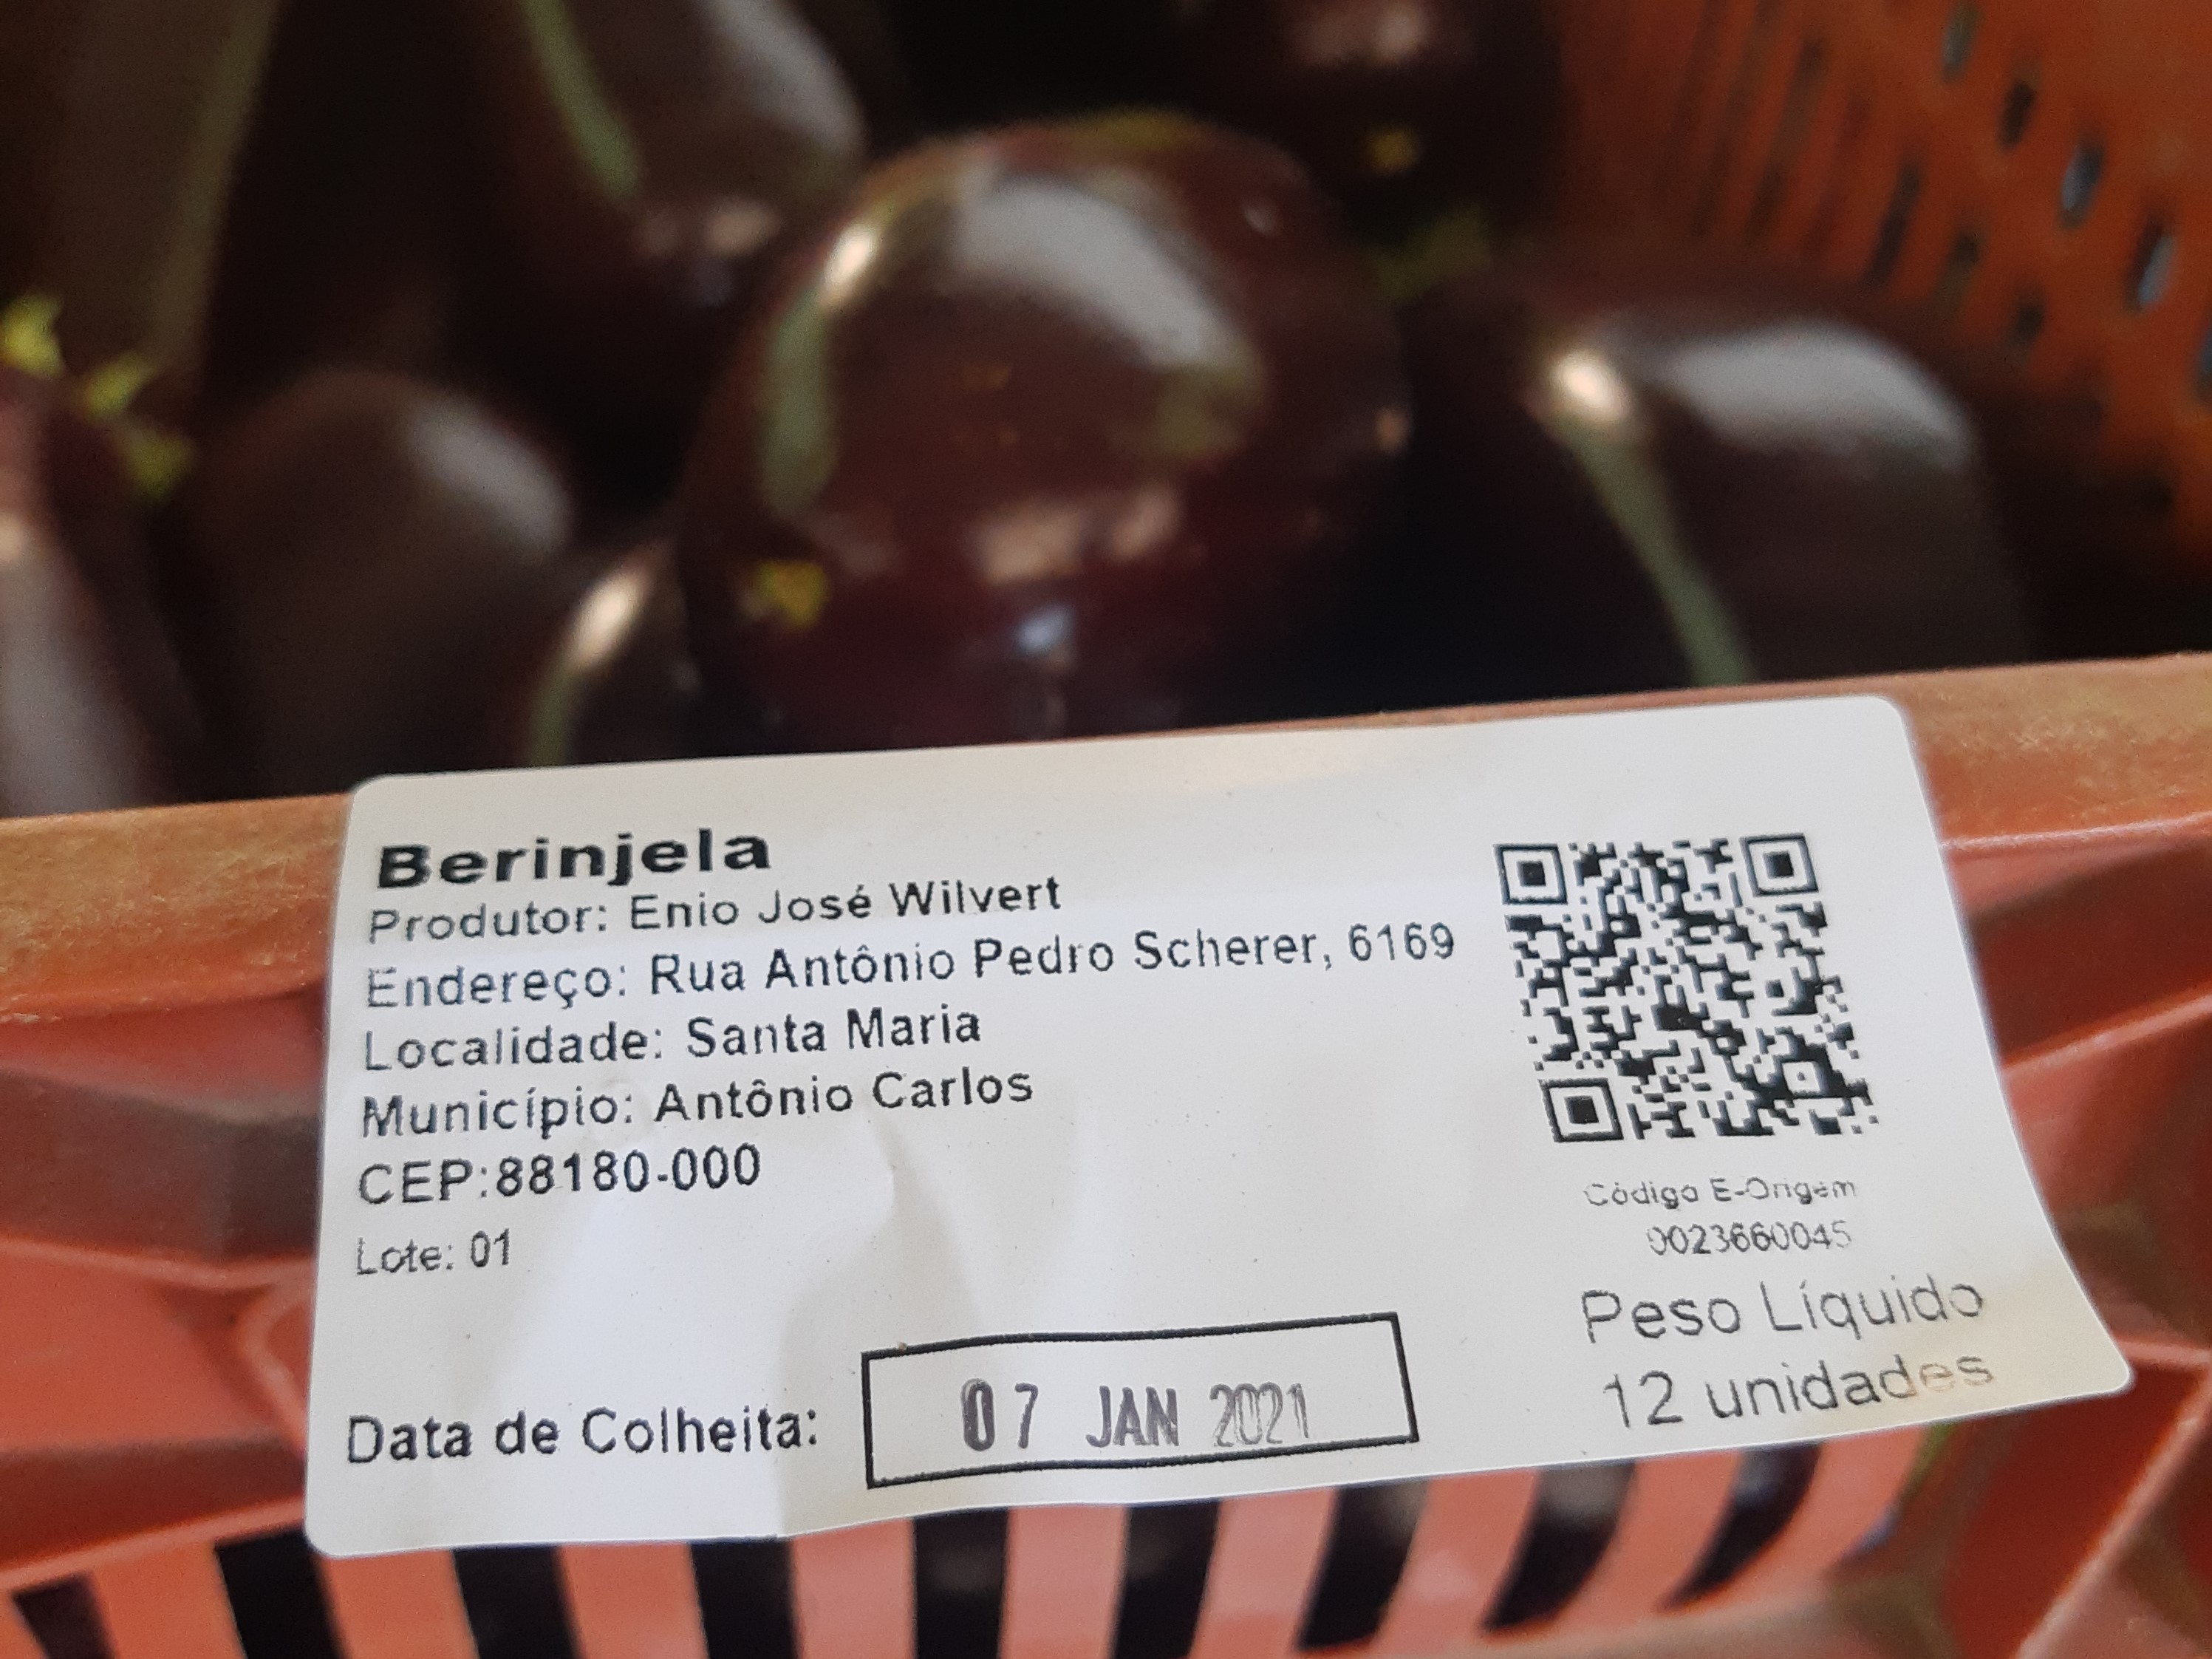 Berinjela
Produtor: Enio José Wilvert
Endereço: Rua Antônio Pedro Scherer, 6169
Localidade: Santa Maria
Município: Antônio Carlos
CEP:88180-000
Lote: 01
Data de Colheita: 07 JAN 2021
Código E-Origem
0023660045
Peso Líquido
12 unidades